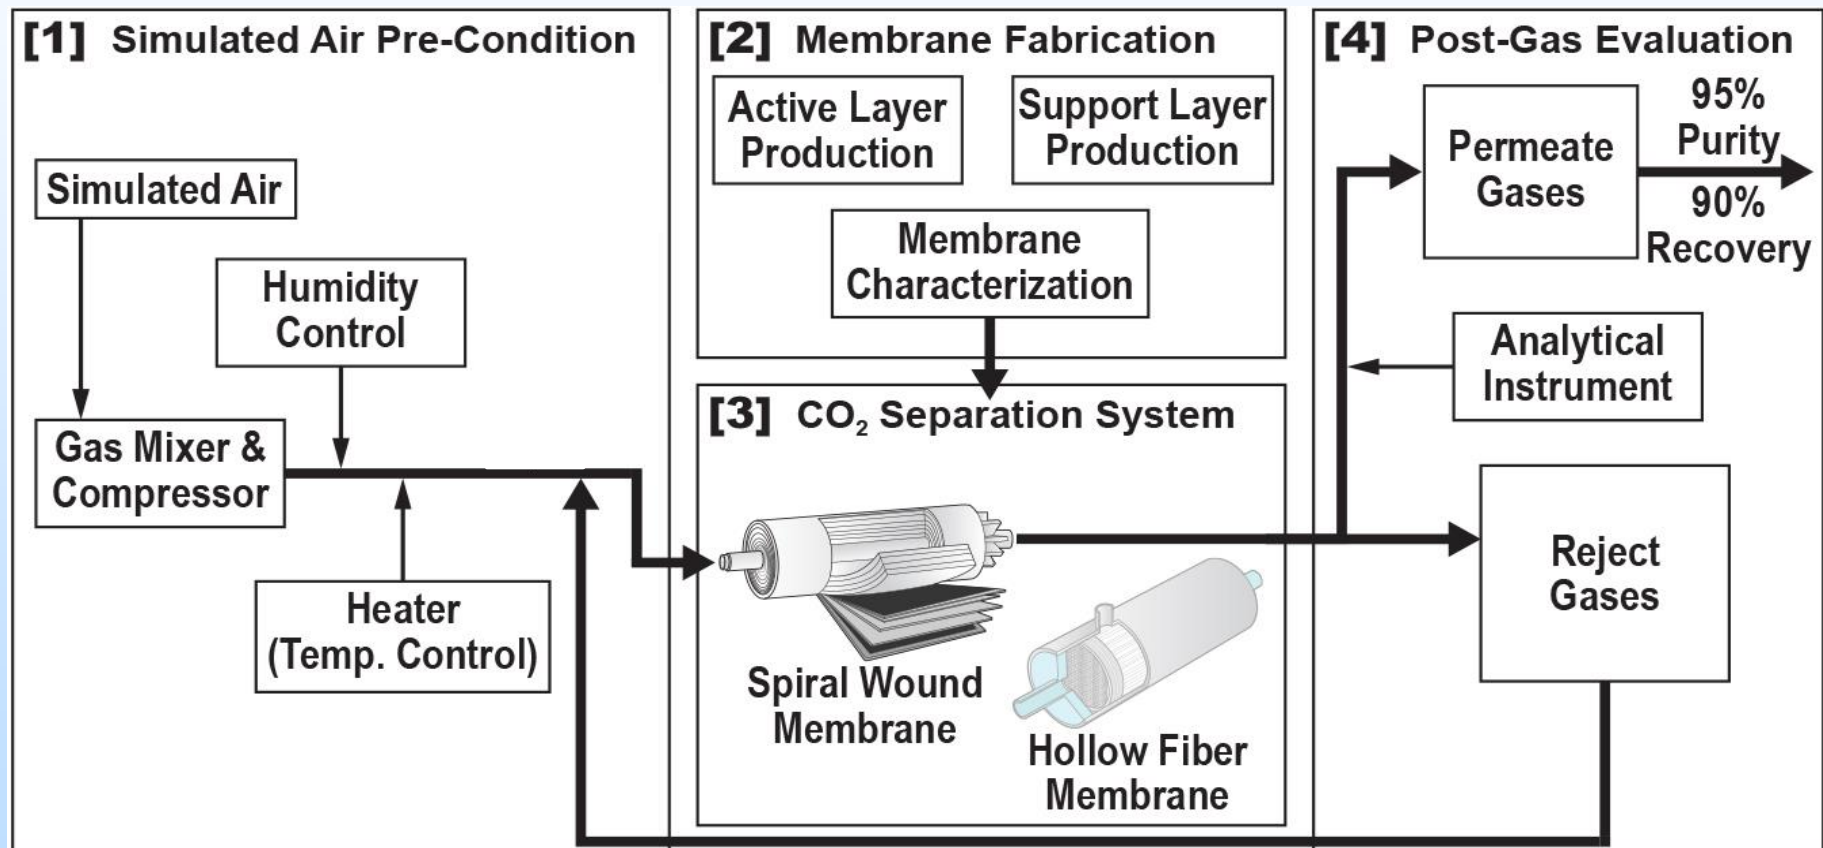 [1] Simulated Air Pre-Condition
Simulated Air
Humidity
Control
Gas Mixer &
Compressor
Heater
(Temp. Control)
[2] Membrane Fabrication
Active Layer
Production
Support Layer
Production
Membrane
Characterization
[3] CO₂ Separation System
Spiral Wound
Membrane
Hollow Fiber
Membrane
[4] Post-Gas Evaluation
Permeate
Gases
95%
Purity
90%
Recovery
Analytical
Instrument
Reject
Gases